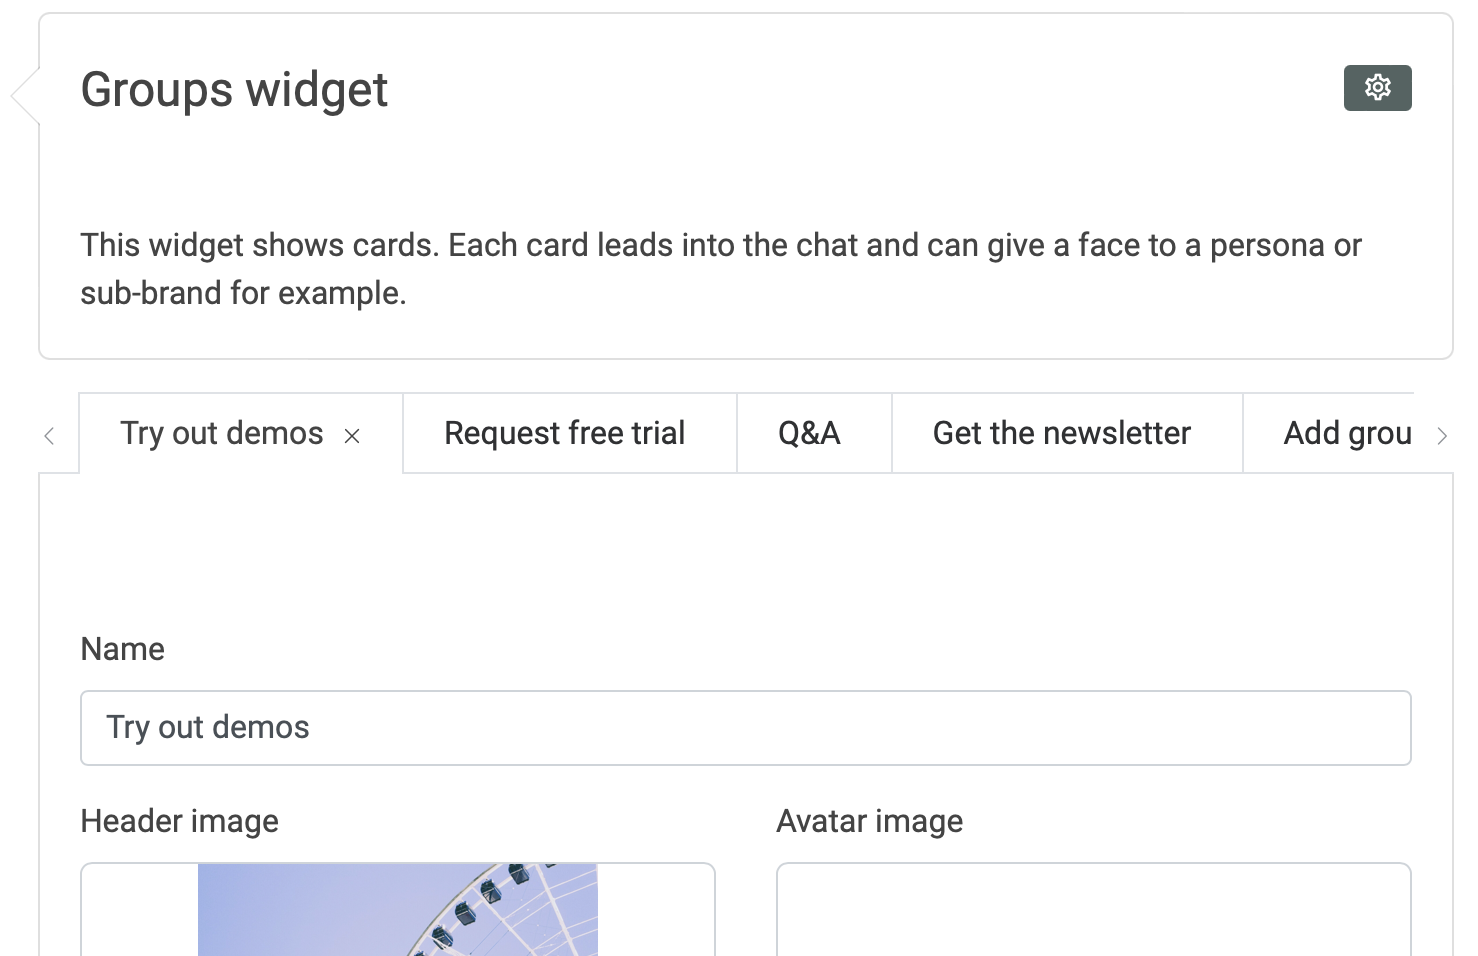 Groups widget
This widget shows cards. Each card leads into the chat and can give a face to a persona or
sub-brand for example.
Try out demos
Request free trial
Q&A
Get the newsletter
Add grou
Name
Try out demos
Header image
Avatar image